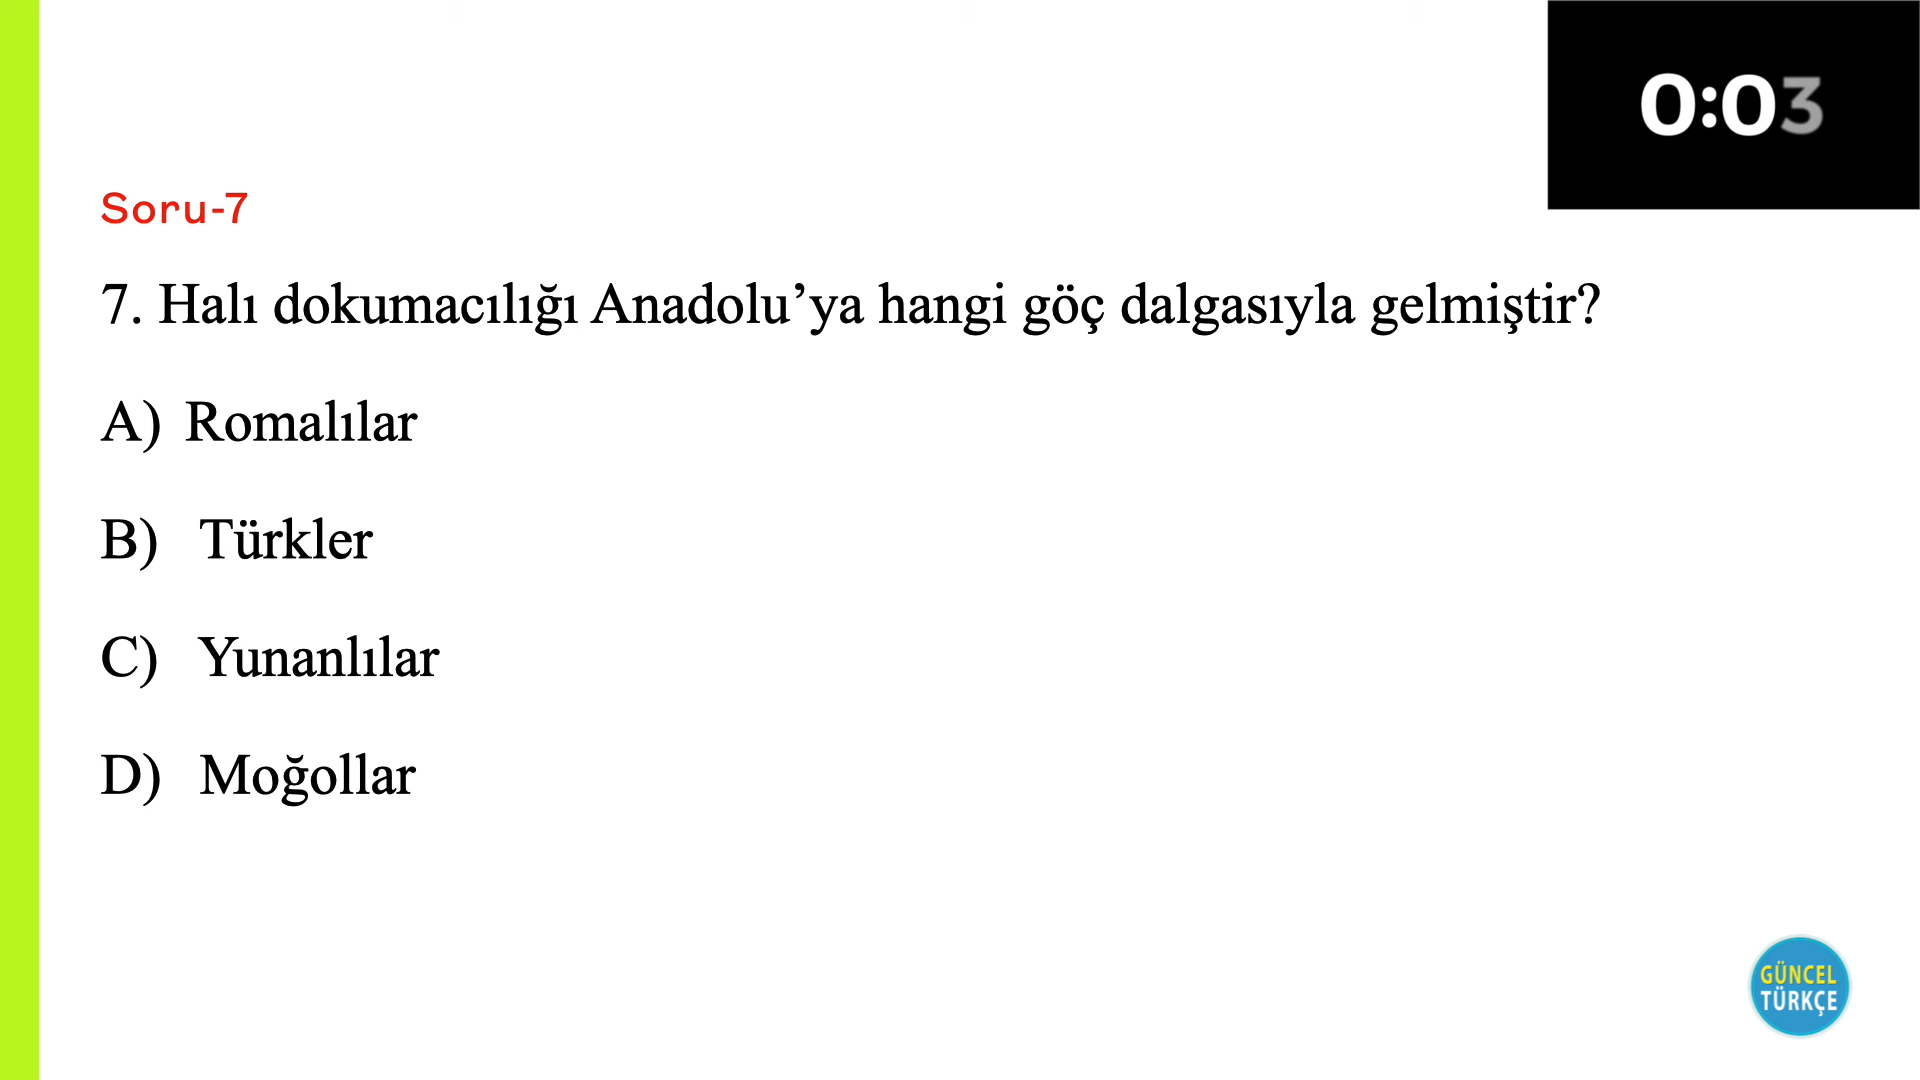 0:03
Soru-7
7. Halı dokumacılığı Anadolu’ya hangi göç dalgasıyla gelmiştir?
A) Romalılar
B) Türkler
C) Yunanlılar
D) Moğollar
GÜNCEL
TÜRKÇE